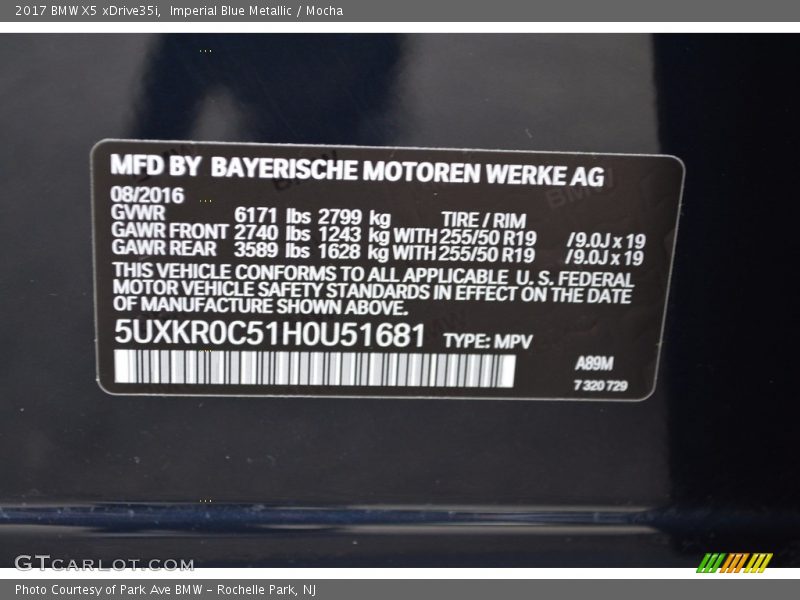 2017 BMW X5 xDrive35i, Imperial Blue Metallic / Mocha
MFD BY BAYERISCHE MOTOREN WERKE AG
08/2016
GVWR 6171 lbs 2799 kg TIRE / RIM
GAWR FRONT 2740 lbs 1243 kg WITH 255/50 R19 /9.0J x 19
GAWR REAR 3589 lbs 1628 kg WITH 255/50 R19 /9.0J x 19
THIS VEHICLE CONFORMS TO ALL APPLICABLE U. S. FEDERAL
MOTOR VEHICLE SAFETY STANDARDS IN EFFECT ON THE DATE
OF MANUFACTURE SHOWN ABOVE.
5UXKR0C51H0U51681 TYPE: MPV
A89M
7 320 729
GTCARLOT.COM
Photo Courtesy of Park Ave BMW - Rochelle Park, NJ